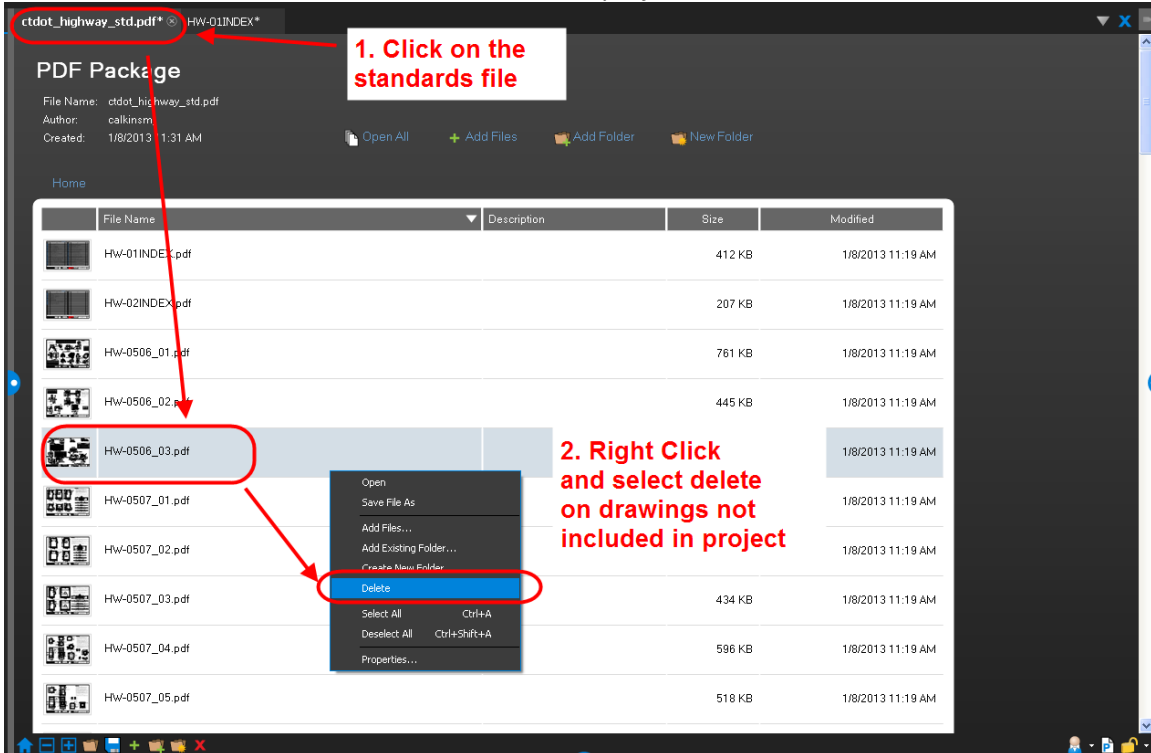 ctdot_highway_std.pdf* HW-01INDEX*
1. Click on the
standards file
PDF Package
File Name: ctdot_highway_std.pdf
Author: calkinsm
Created: 1/8/2013 11:31 AM
Open All Add Files Add Folder New Folder
Home
File Name Description Size Modified
HW-01INDEX.pdf 412 KB 1/8/2013 11:19 AM
HW-02INDEX.pdf 207 KB 1/8/2013 11:19 AM
HW-0506_01.pdf 761 KB 1/8/2013 11:19 AM
HW-0506_02.pdf 445 KB 1/8/2013 11:19 AM
HW-0506_03.pdf 1/8/2013 11:19 AM
2. Right Click
and select delete
on drawings not
included in project
HW-0507_01.pdf 1/8/2013 11:19 AM
HW-0507_02.pdf 1/8/2013 11:19 AM
HW-0507_03.pdf 434 KB 1/8/2013 11:19 AM
HW-0507_04.pdf 596 KB 1/8/2013 11:19 AM
HW-0507_05.pdf 518 KB 1/8/2013 11:19 AM
Open
Save File As
Add Files...
Add Existing Folder...
Create New Folder
Delete
Select All Ctrl+A
Deselect All Ctrl+Shift+A
Properties...